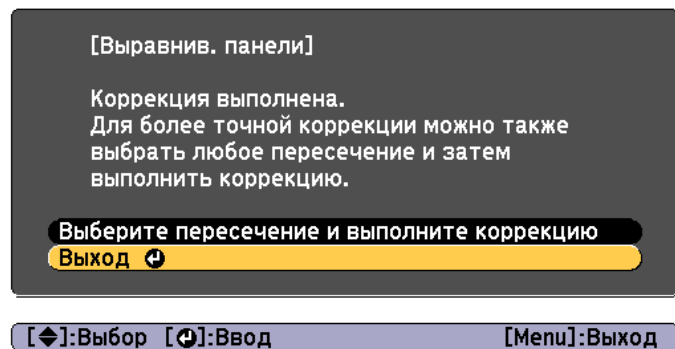 [Выравнив. панели]
Коррекция выполнена.
Для более точной коррекции можно также
выбрать любое пересечение и затем
выполнить коррекцию.
Выберите пересечение и выполните коррекцию
Выход
[◆]:Выбор [↵]:Ввод [Menu]:Выход